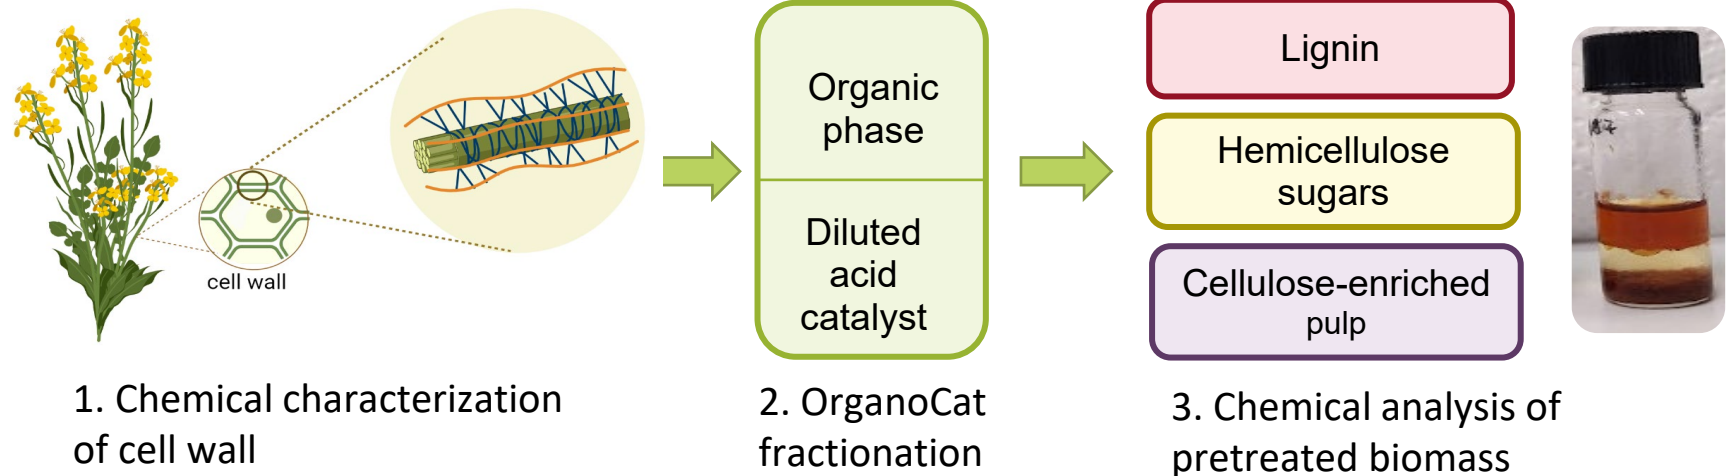 cell wall
1. Chemical characterization
of cell wall
Organic
phase
Diluted
acid
catalyst
2. OrganoCat
fractionation
Lignin
Hemicellulose
sugars
Cellulose-enriched
pulp
3. Chemical analysis of
pretreated biomass